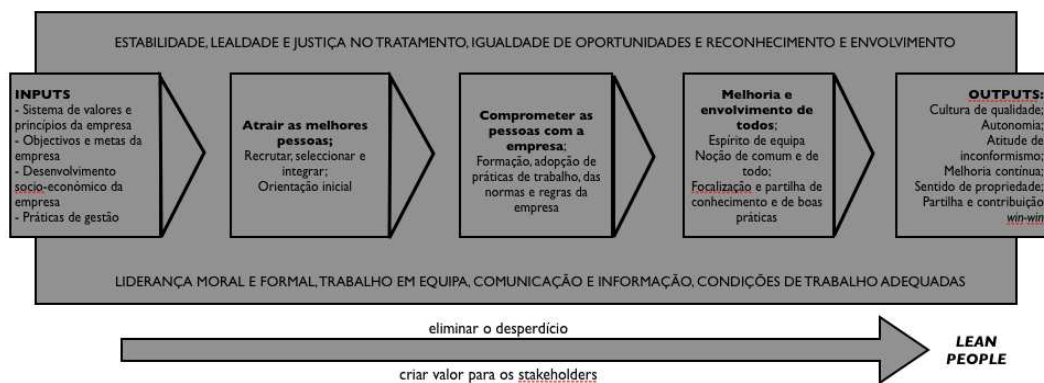 ESTABILIDADE, LEALDADE E JUSTIÇA NO TRATAMENTO, IGUALDADE DE OPORTUNIDADES E RECONHECIMENTO E ENVOLVIMENTO
INPUTS
- Sistema de valores e
princípios da empresa
- Objectivos e metas da
empresa
- Desenvolvimento
socio-económico da
empresa
- Práticas de gestão
Atrair as melhores
pessoas;
Recrutar, seleccionar e
integrar;
Orientação inicial
Comprometer as
pessoas com a
empresa;
Formação, adopção de
práticas de trabalho, das
normas e regras da
empresa
Melhoria e
envolvimento de
todos;
Espírito de equipa
Noção de comum e de
todo;
Focalização e partilha de
conhecimento e de boas
práticas
OUTPUTS:
Cultura de qualidade;
Autonomia;
Atitude de
inconformismo;
Melhoria contínua;
Sentido de propriedade;
Partilha e contribuição
win-win
LIDERANÇA MORAL E FORMAL, TRABALHO EM EQUIPA, COMUNICAÇÃO E INFORMAÇÃO, CONDIÇÕES DE TRABALHO ADEQUADAS
eliminar o desperdício
criar valor para os stakeholders
LEAN
PEOPLE